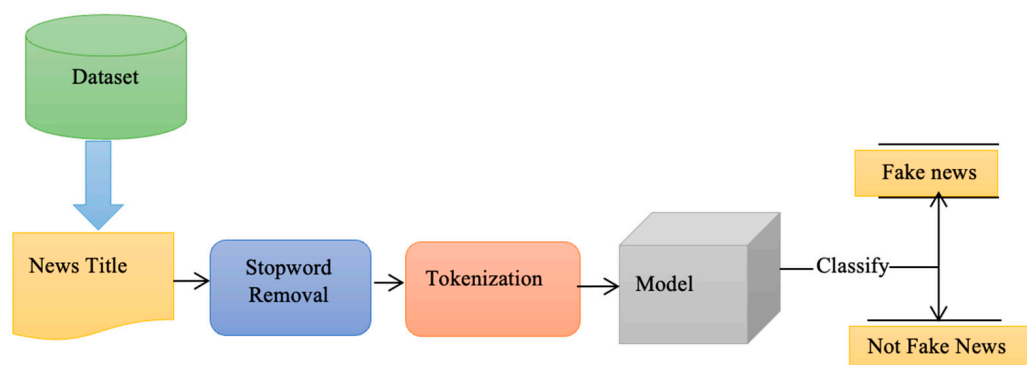 Dataset
News Title
Stopword
Removal
Tokenization
Model
Classify
Fake news
Not Fake News